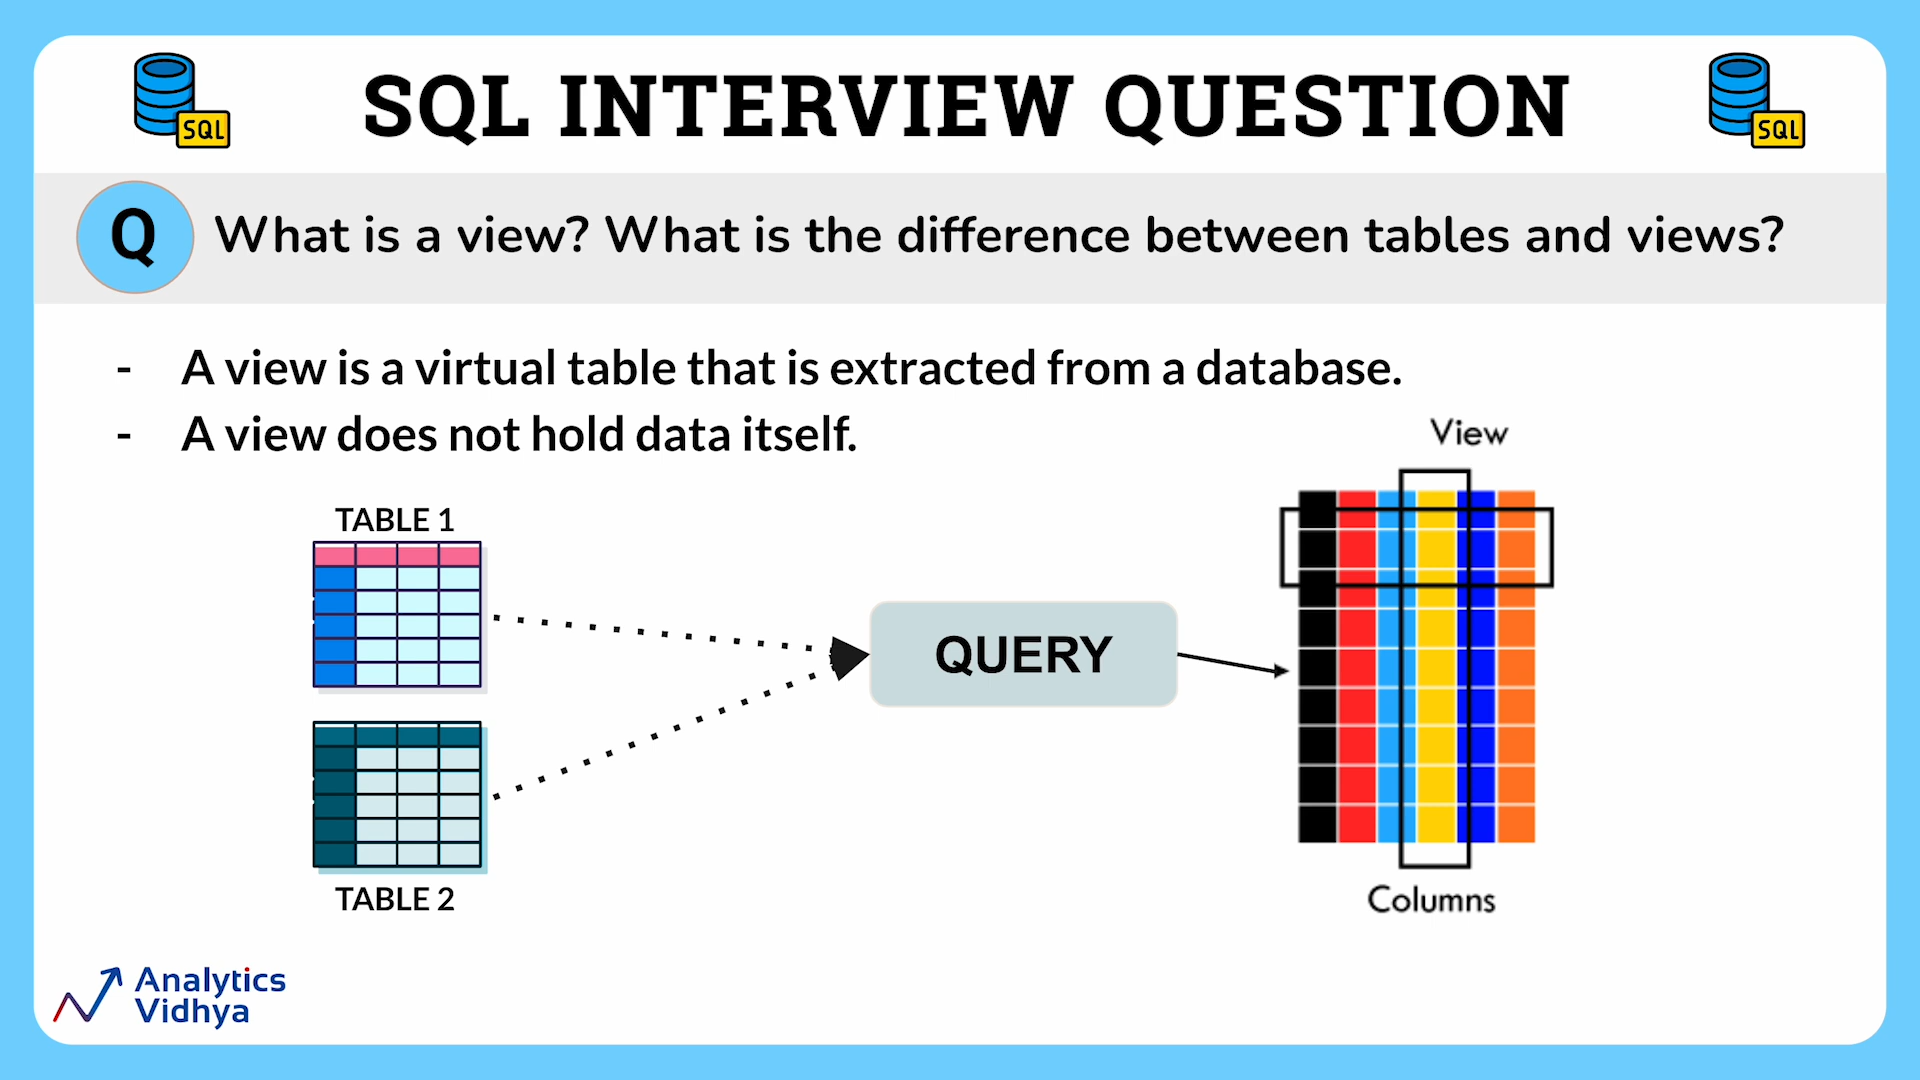 SQL
SQL INTERVIEW QUESTION
SQL
Q
What is a view? What is the difference between tables and views?
- A view is a virtual table that is extracted from a database.
- A view does not hold data itself.
View
TABLE 1
QUERY
TABLE 2
Columns
Analytics
Vidhya